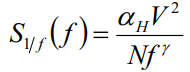 S_{1/f}(f) = \frac{\alpha_H V^2}{N f^\gamma}